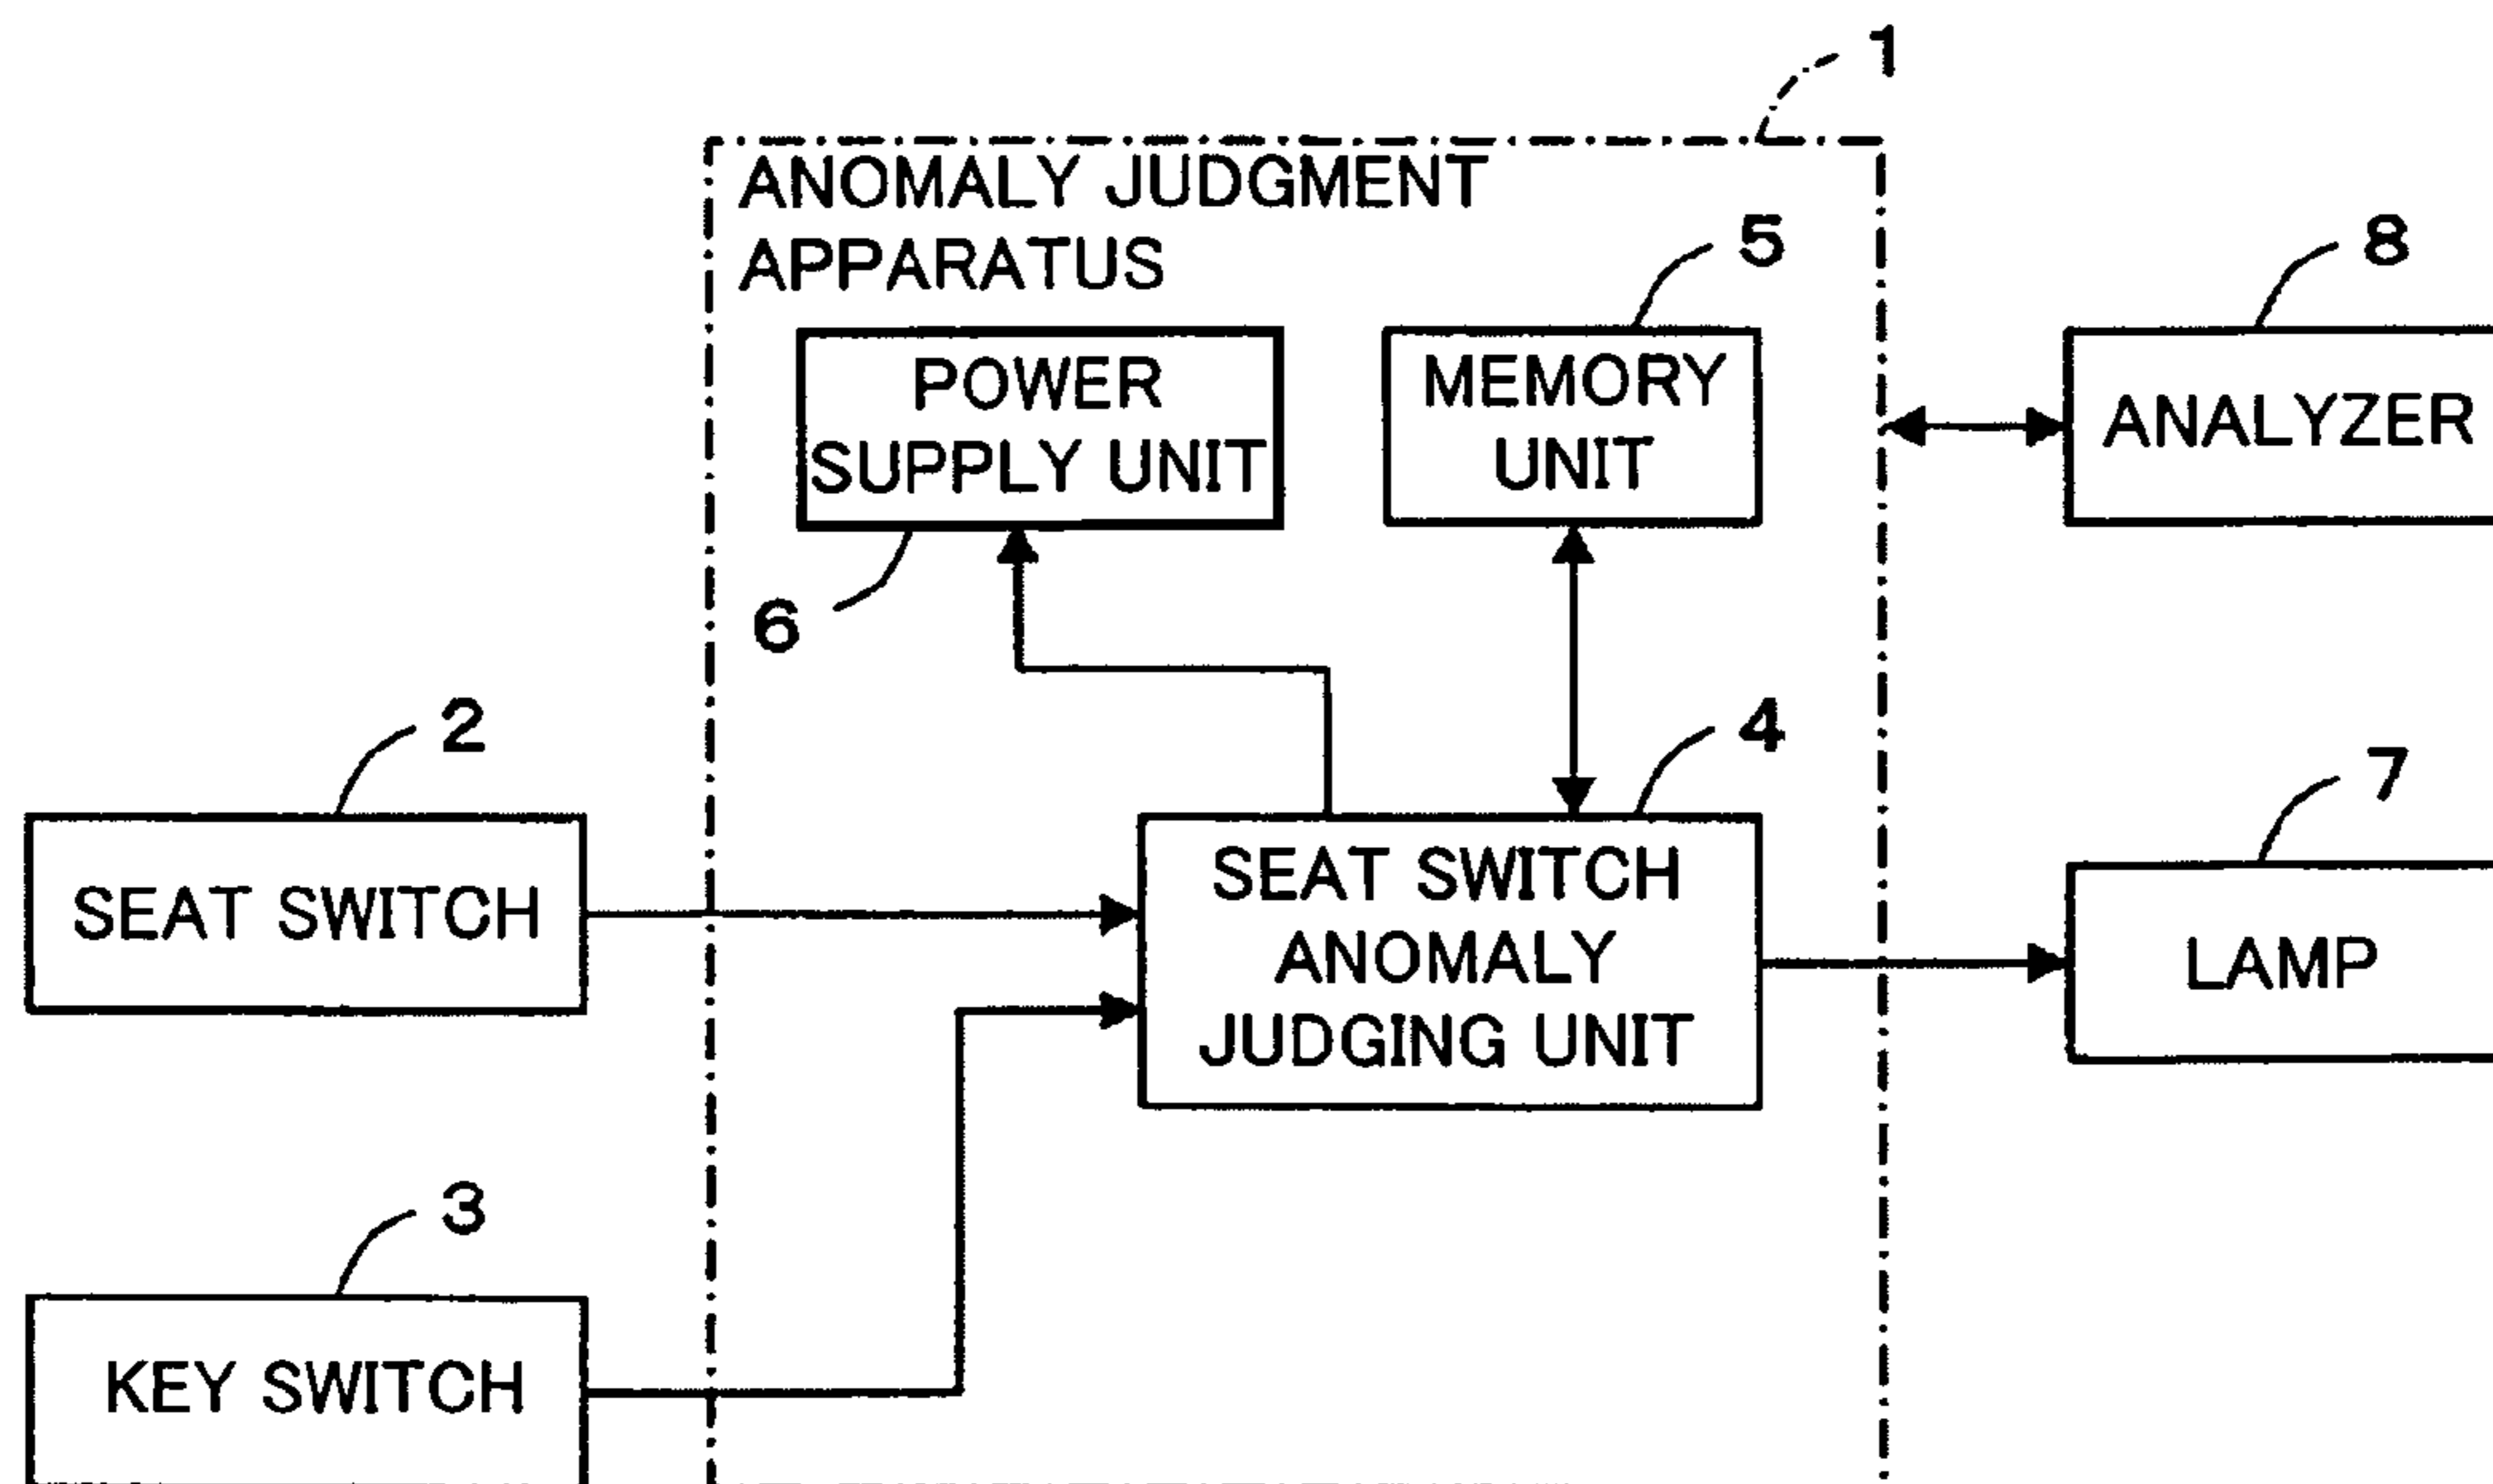 1
ANOMALY JUDGMENT
APPARATUS
5
8
POWER
SUPPLY UNIT
MEMORY
UNIT
ANALYZER
6
2
4
7
SEAT SWITCH
SEAT SWITCH
ANOMALY
JUDGING UNIT
LAMP
3
KEY SWITCH